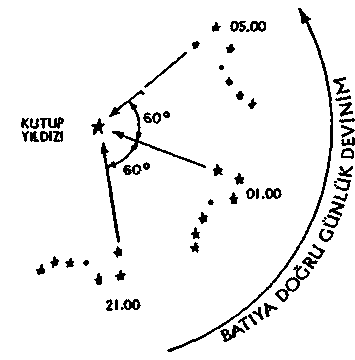 05.00
KUTUP
YILDIZI
60°
60°
01.00
21.00
BATIYA DOĞRU GÜNLÜK DEVİNİM